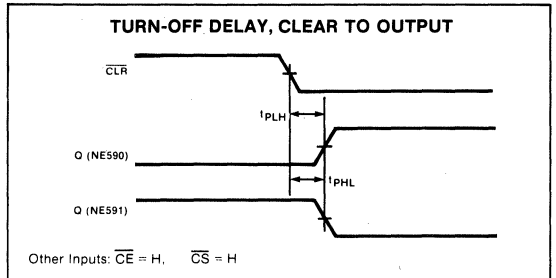 TURN-OFF DELAY, CLEAR TO OUTPUT
CLR
tPLH
Q (NE590)
tPHL
Q (NE591)
Other Inputs: CE = H, CS = H